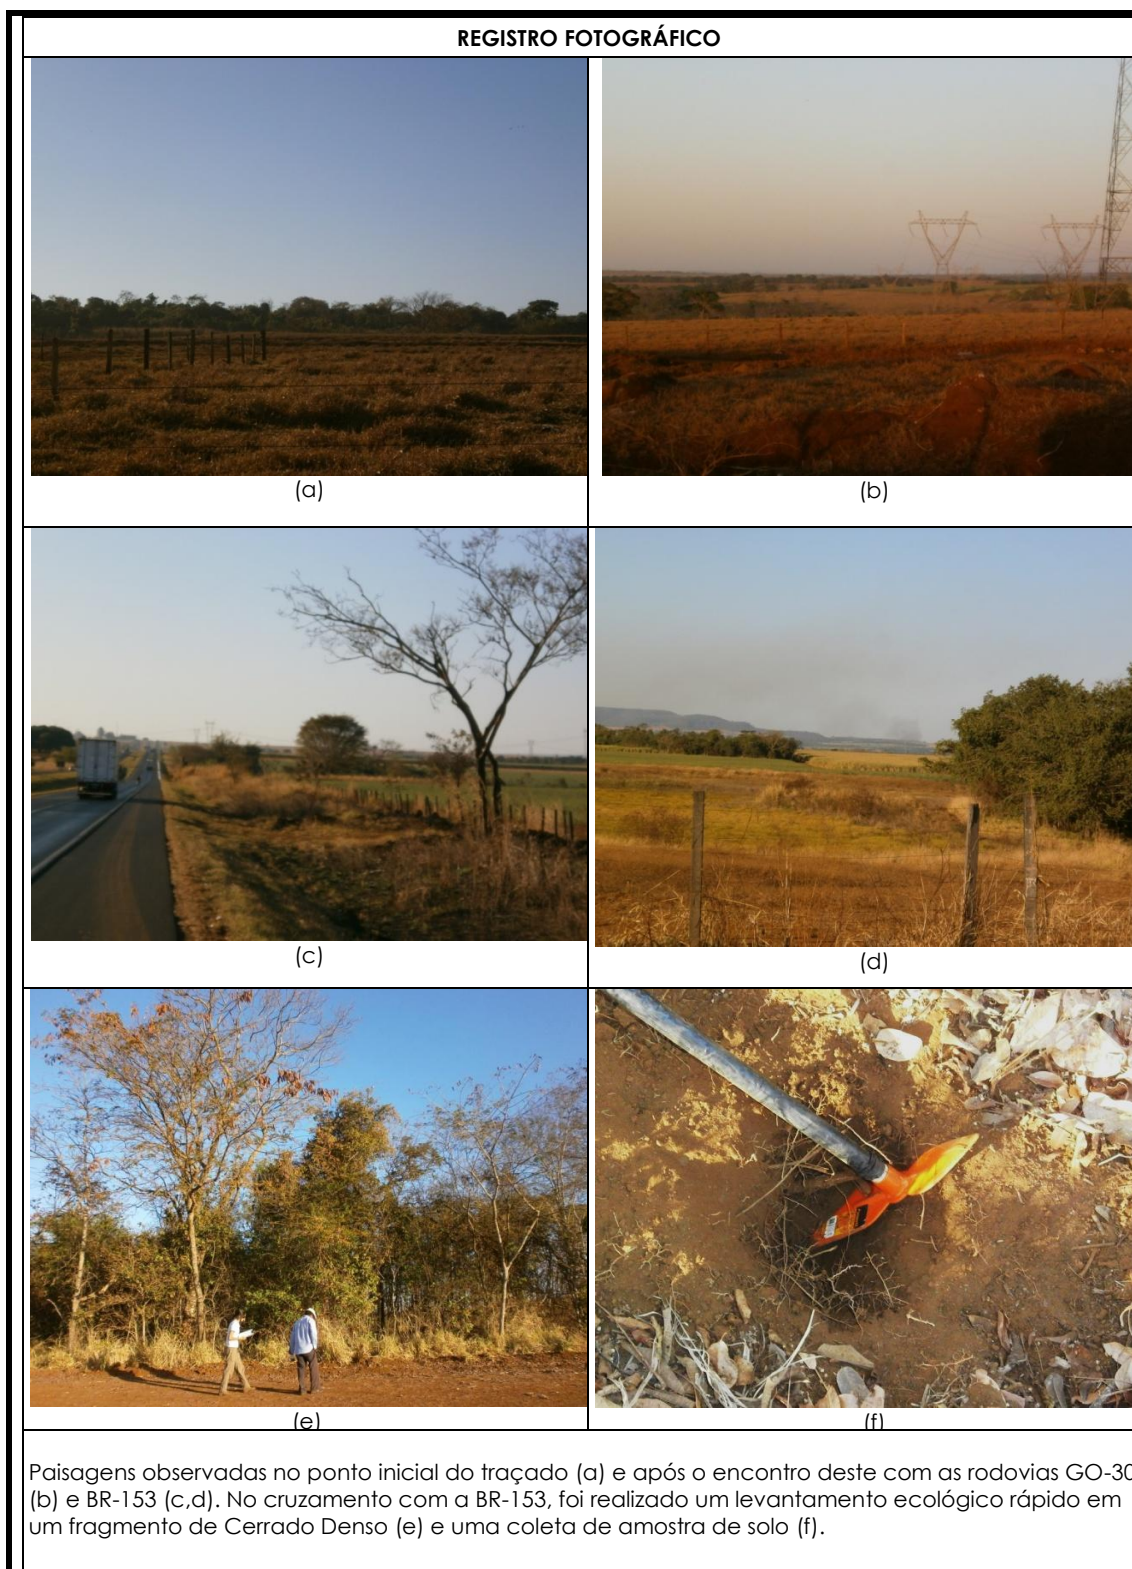 REGISTRO FOTOGRÁFICO
(a)
(b)
(c)
(d)
(e)
(f)
Paisagens observadas no ponto inicial do traçado (a) e após o encontro deste com as rodovias GO-30
(b) e BR-153 (c,d). No cruzamento com a BR-153, foi realizado um levantamento ecológico rápido em
um fragmento de Cerrado Denso (e) e uma coleta de amostra de solo (f).